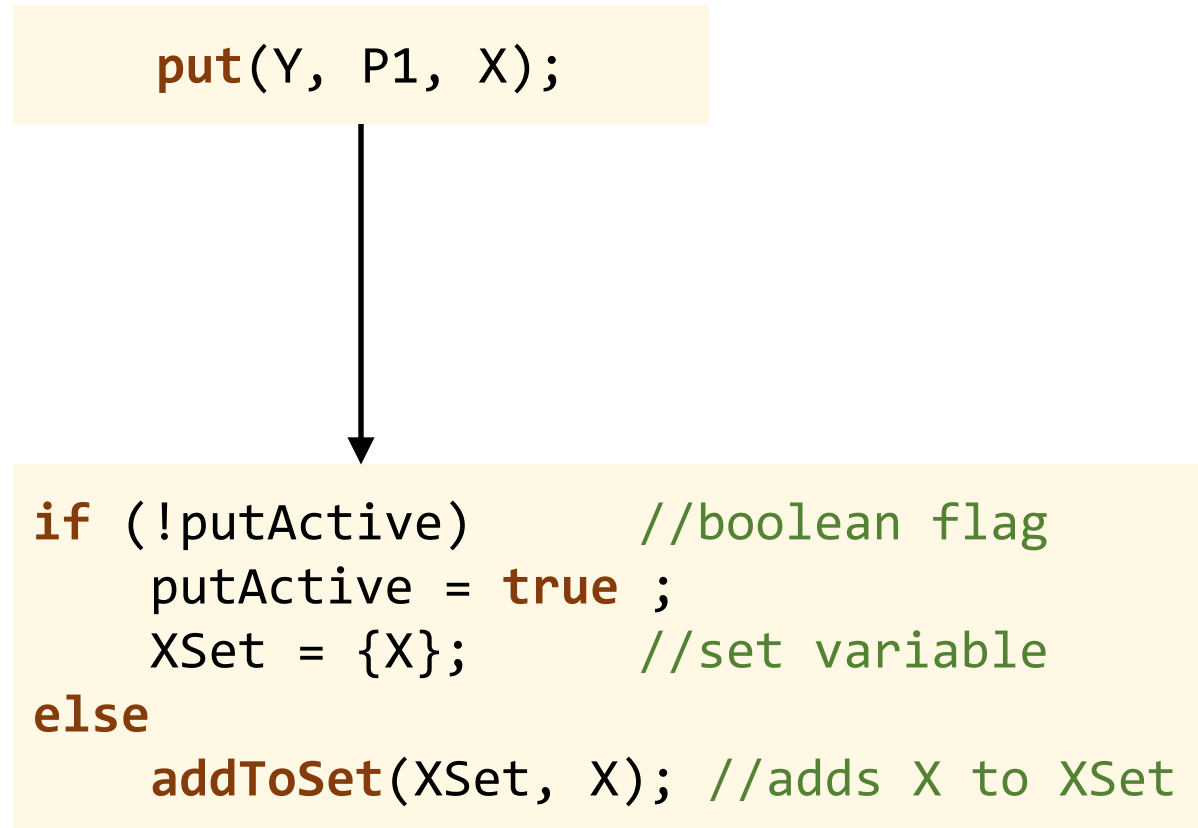 put(Y, P1, X);
if (!putActive) //boolean flag
putActive = true ;
XSet = {X}; //set variable
else
addToSet(XSet, X); //adds X to XSet